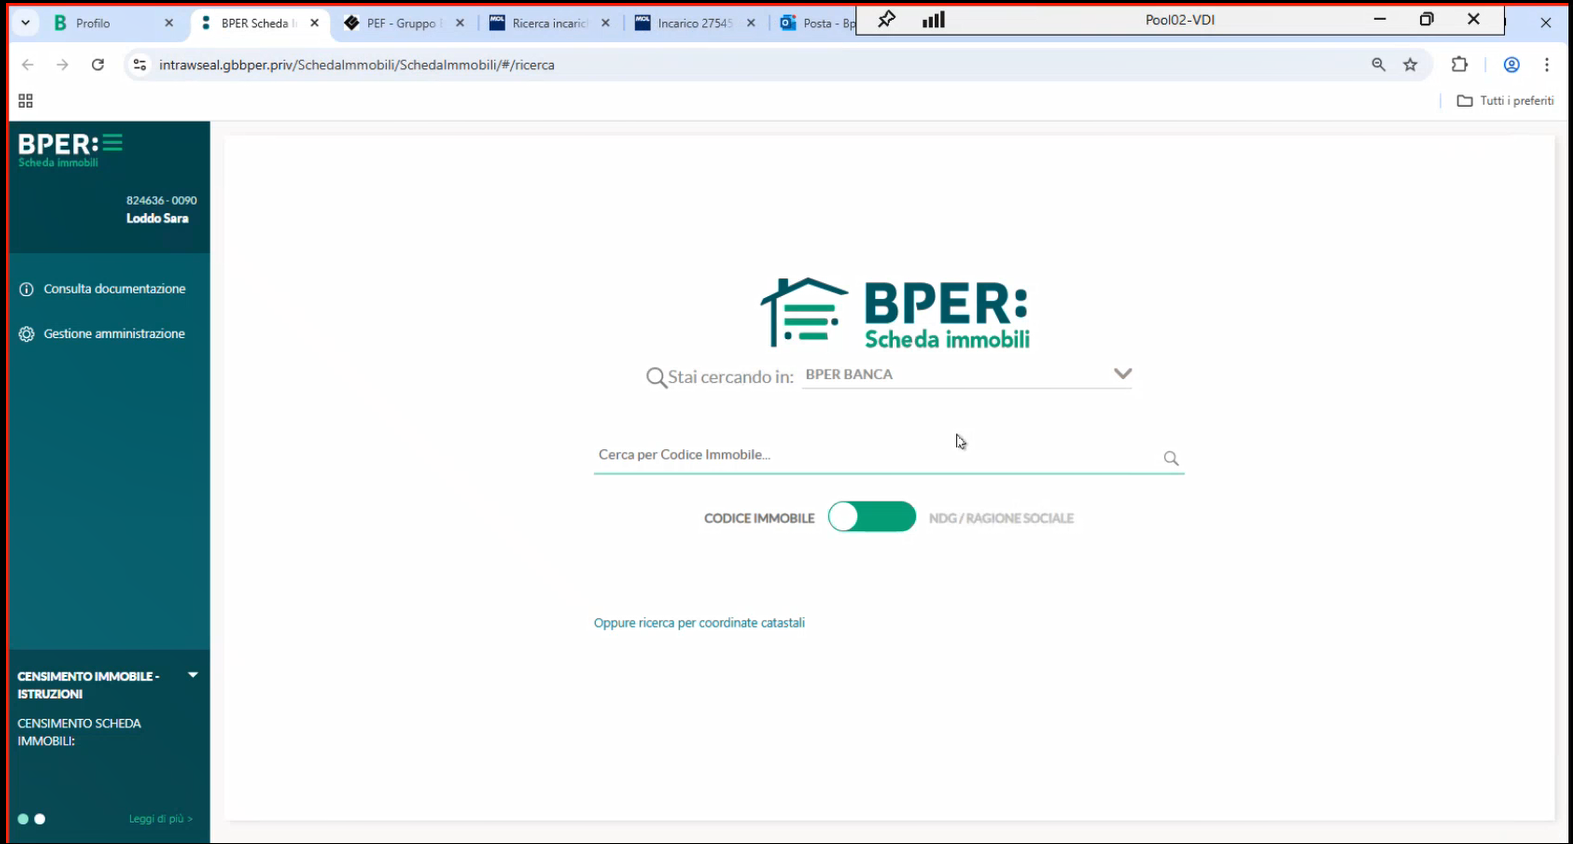 Profilo
BPER Scheda I
PEF - Gruppo
MOL
Ricerca incaric
MOL
Incarico 27545
Posta - Bp
Pool02-VDI
intrawseal.gbbper.priv/SchedaImmobili/SchedaImmobili/#/ricerca
Tutti i preferiti
BPER:
Scheda immobili
824636 - 0090
Loddo Sara
Consulta documentazione
Gestione amministrazione
BPER:
Scheda immobili
Stai cercando in: BPER BANCA
Cerca per Codice Immobile...
CODICE IMMOBILE
NDG / RAGIONE SOCIALE
Oppure ricerca per coordinate catastali
CENSIMENTO IMMOBILE -
ISTRUZIONI
CENSIMENTO SCHEDA
IMMOBILI:
Leggi di più >